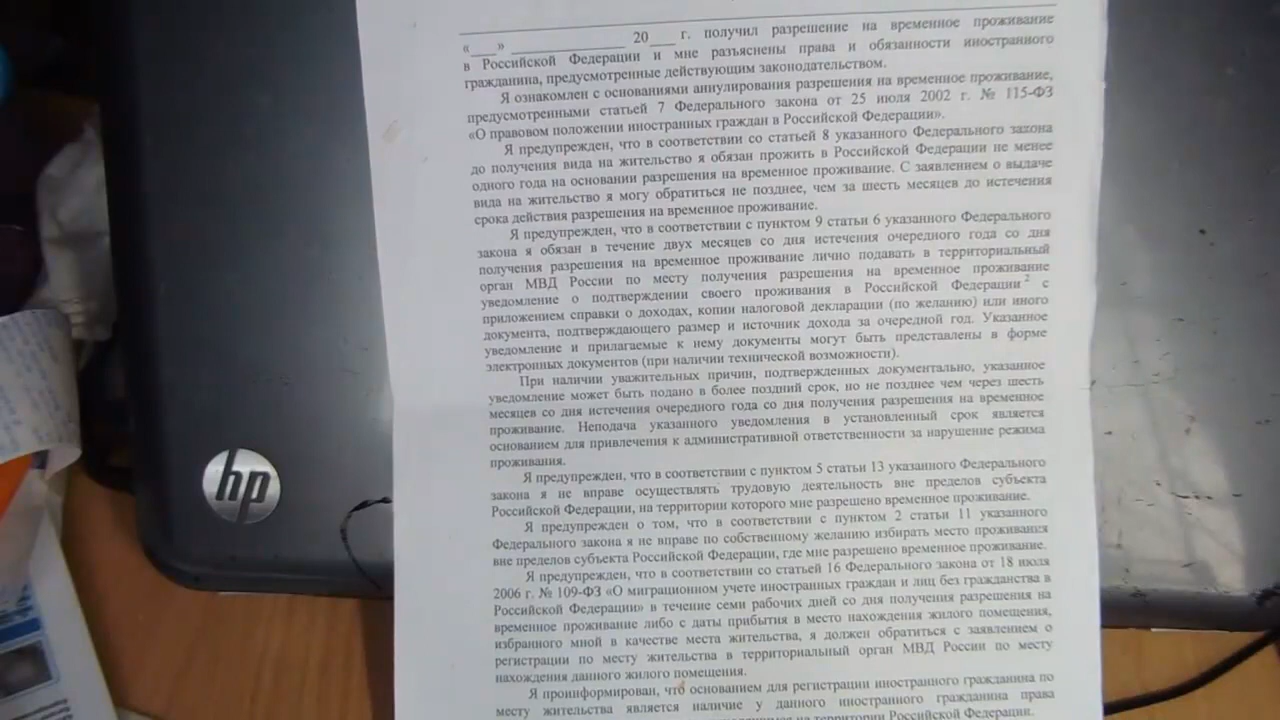 «___» ______________ 20___ г. получил разрешение на временное проживание
в Российской Федерации и мне разъяснены права и обязанности иностранного
гражданина, предусмотренные действующим законодательством.
Я ознакомлен с основаниями аннулирования разрешения на временное проживание,
предусмотренными статьей 7 Федерального закона от 25 июля 2002 г. № 115-ФЗ
«О правовом положении иностранных граждан в Российской Федерации».
Я предупрежден, что в соответствии со статьей 8 указанного Федерального закона
до получения вида на жительство я обязан прожить в Российской Федерации не менее
одного года на основании разрешения на временное проживание. С заявлением о выдаче
вида на жительство я могу обратиться не позднее, чем за шесть месяцев до истечения
срока действия разрешения на временное проживание.
Я предупрежден, что в соответствии с пунктом 9 статьи 6 указанного Федерального
закона я обязан в течение двух месяцев со дня истечения очередного года со дня
получения разрешения на временное проживание лично подавать в территориальный
орган МВД России по месту получения разрешения на временное проживание
уведомление о подтверждении своего проживания в Российской Федерации² с
приложением справки о доходах, копии налоговой декларации (по желанию) или иного
документа, подтверждающего размер и источник дохода за очередной год. Указанное
уведомление и прилагаемые к нему документы могут быть представлены в форме
электронных документов (при наличии технической возможности).
При наличии уважительных причин, подтвержденных документально, указанное
уведомление может быть подано в более поздний срок, но не позднее чем через шесть
месяцев со дня истечения очередного года со дня получения разрешения на временное
проживание. Неподача указанного уведомления в установленный срок является
основанием для привлечения к административной ответственности за нарушение режима
проживания.
Я предупрежден, что в соответствии с пунктом 5 статьи 13 указанного Федерального
закона я не вправе осуществлять трудовую деятельность вне пределов субъекта
Российской Федерации, на территории которого мне разрешено временное проживание.
Я предупрежден о том, что в соответствии с пунктом 2 статьи 11 указанного
Федерального закона я не вправе по собственному желанию избирать место проживания
вне пределов субъекта Российской Федерации, где мне разрешено временное проживание.
Я предупрежден, что в соответствии со статьей 16 Федерального закона от 18 июля
2006 г. № 109-ФЗ «О миграционном учете иностранных граждан и лиц без гражданства в
Российской Федерации» в течение семи рабочих дней со дня получения разрешения на
временное проживание либо с даты прибытия в место нахождения жилого помещения,
избранного мной в качестве места жительства, я должен обратиться с заявлением о
регистрации по месту жительства в территориальный орган МВД России по месту
нахождения данного жилого помещения.
Я проинформирован, что основанием для регистрации иностранного гражданина по
месту жительства является наличие у данного иностранного гражданина права
на территории Российской Федерации.
hp